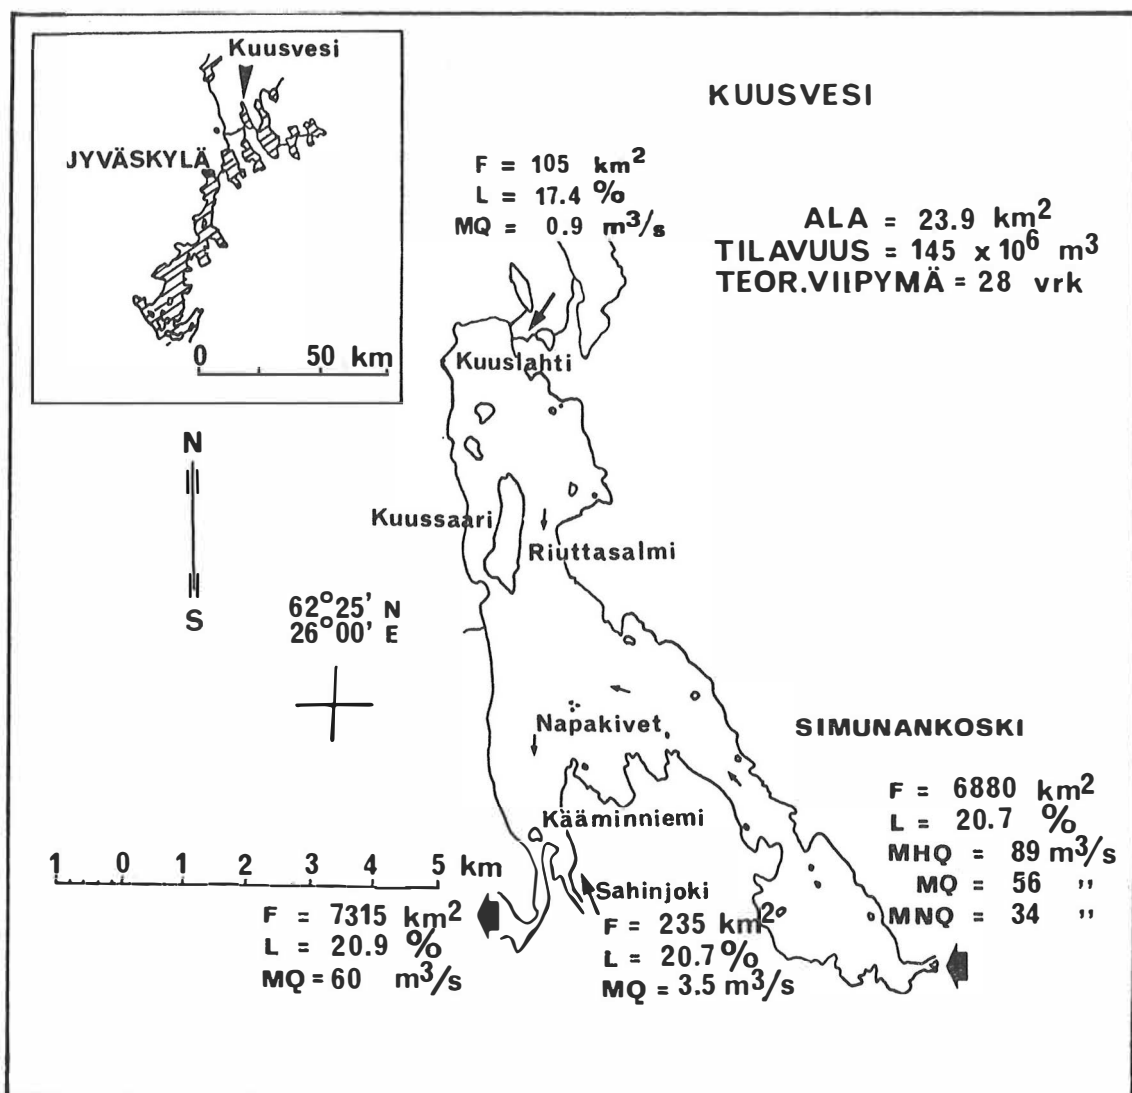 Kuusvesi
JYVÄSKYLÄ
0 50 km
KUUSVESI
F = 105 km²
L = 17.4 %
MQ = 0.9 m³/s
ALA = 23.9 km²
TILAVUUS = 145 x 10⁶ m³
TEOR.VIIPYMÄ = 28 vrk
Kuuslahti
N
S
Kuussaari
Riuttasalmi
62°25' N
26°00' E
Napakivet
SIMUNANKOSKI
F = 6880 km²
L = 20.7 %
MHQ = 89 m³/s
MQ = 56 "
MNQ = 34 "
Kääminniemi
1 0 1 2 3 4 5 km
Sahinjoki
F = 235 km²
L = 20.7%
MQ = 3.5 m³/s
F = 7315 km²
L = 20.9 %
MQ = 60 m³/s